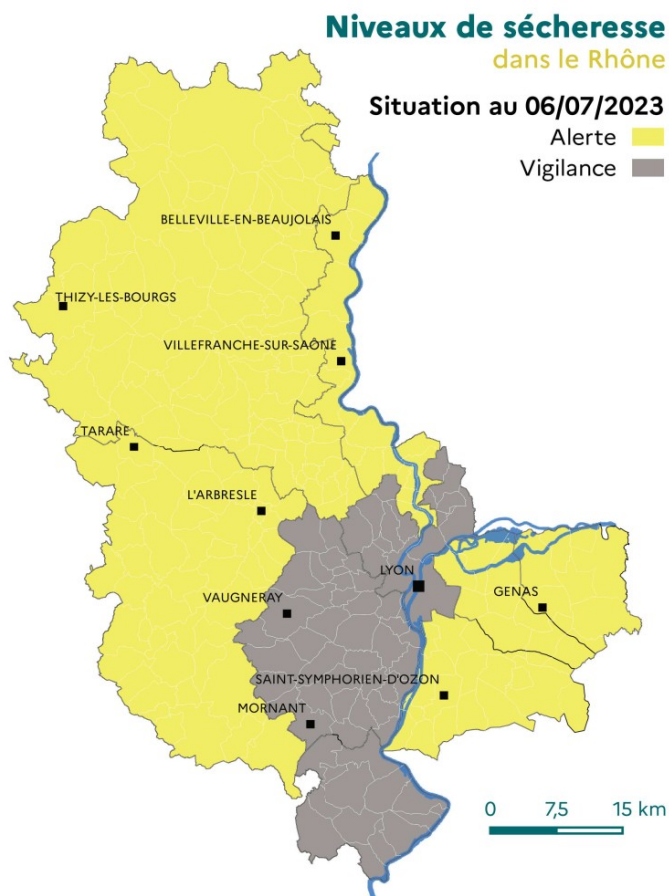 Niveaux de sécheresse
dans le Rhône
Situation au 06/07/2023
Alerte
Vigilance
BELLEVILLE-EN-BEAUJOLAIS
THIZY-LES-BOURGS
VILLEFRANCHE-SUR-SAÔNE
TARARE
L'ARBRESLE
LYON
VAUGNERAY
GENAS
SAINT-SYMPHORIEN-D'OZON
MORNANT
0 7,5 15 km